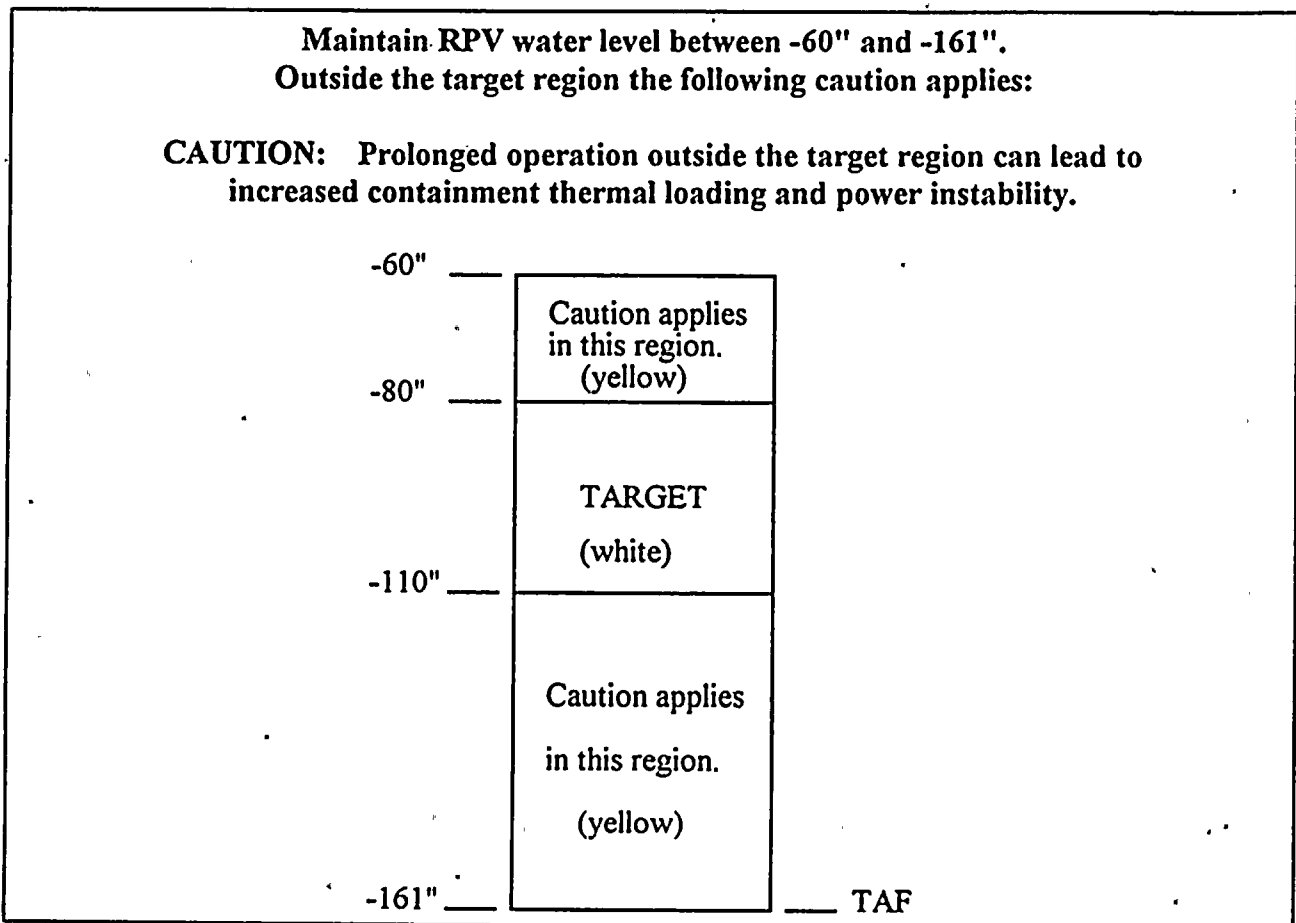 Maintain RPV water level between -60" and -161".
Outside the target region the following caution applies:
CAUTION: Prolonged operation outside the target region can lead to
increased containment thermal loading and power instability.
-60"
Caution applies
in this region.
(yellow)
-80"
TARGET
(white)
-110"
Caution applies
in this region.
(yellow)
-161"
TAF